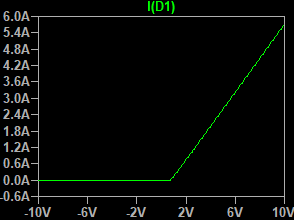 I(D1)
6.0A
5.4A
4.8A
4.2A
3.6A
3.0A
2.4A
1.8A
1.2A
0.6A
0.0A
-0.6A
-10V -6V -2V 2V 6V 10V